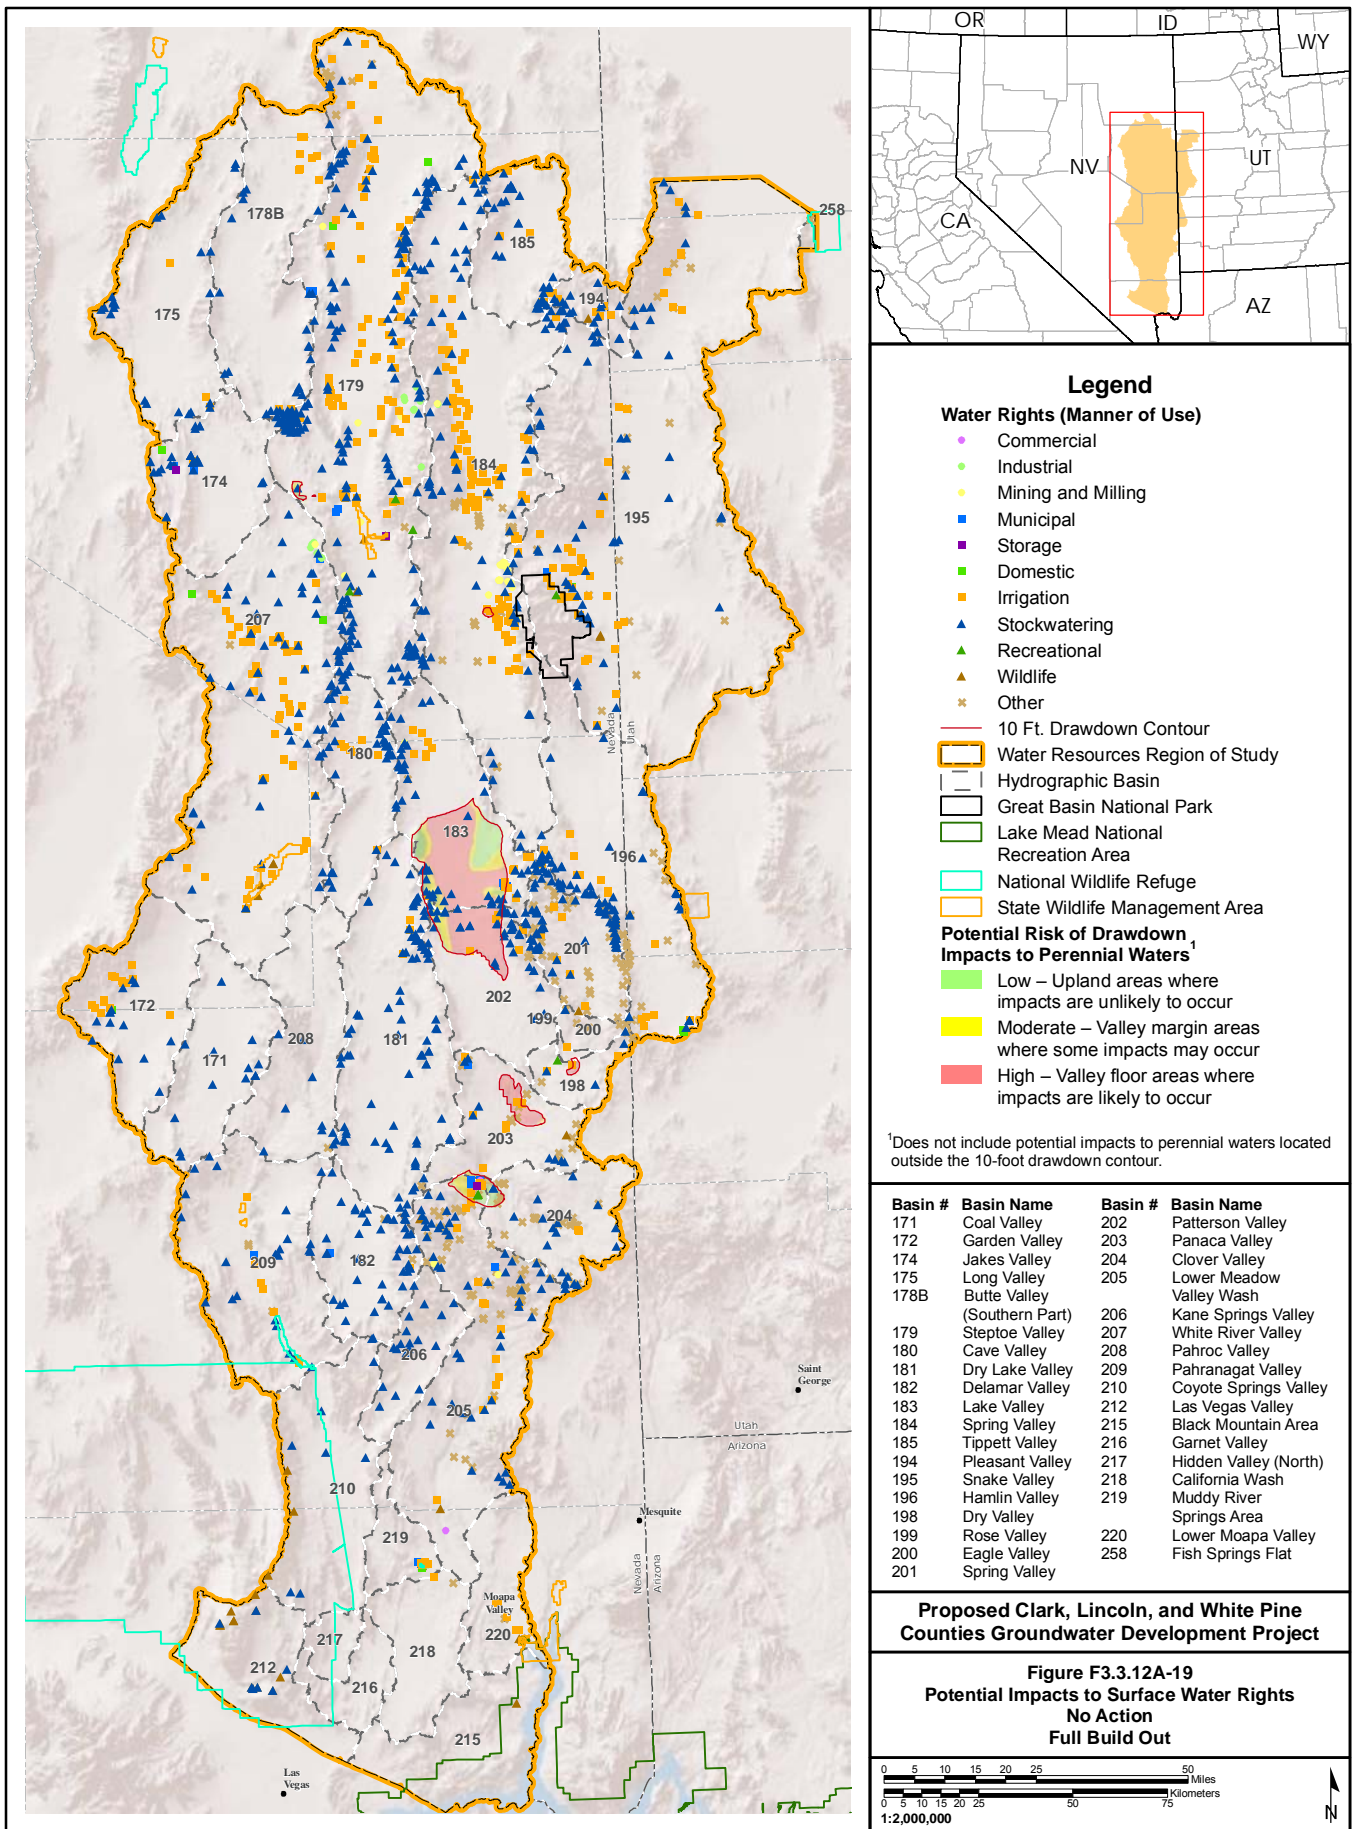 OR
ID
WY
NV
UT
CA
AZ
258
178B
185
175
194
179
184
174
195
207
Nevada
Utah
180
183
196
201
202
172
199
200
208
181
171
198
203
204
209
182
206
Saint
George
205
Utah
Arizona
210
Mesquite
219
Nevada
Arizona
Moapa
Valley
217
218
220
212
216
215
Las
Vegas
Legend
Water Rights (Manner of Use)
Commercial
Industrial
Mining and Milling
Municipal
Storage
Domestic
Irrigation
Stockwatering
Recreational
Wildlife
Other
10 Ft. Drawdown Contour
Water Resources Region of Study
Hydrographic Basin
Great Basin National Park
Lake Mead National
Recreation Area
National Wildlife Refuge
State Wildlife Management Area
Potential Risk of Drawdown
Impacts to Perennial Waters1
Low – Upland areas where
impacts are unlikely to occur
Moderate – Valley margin areas
where some impacts may occur
High – Valley floor areas where
impacts are likely to occur
1Does not include potential impacts to perennial waters located
outside the 10-foot drawdown contour.
Basin # Basin Name Basin # Basin Name
171 Coal Valley 202 Patterson Valley
172 Garden Valley 203 Panaca Valley
174 Jakes Valley 204 Clover Valley
175 Long Valley 205 Lower Meadow
178B Butte Valley Valley Wash
(Southern Part) 206 Kane Springs Valley
179 Steptoe Valley 207 White River Valley
180 Cave Valley 208 Pahroc Valley
181 Dry Lake Valley 209 Pahranagat Valley
182 Delamar Valley 210 Coyote Springs Valley
183 Lake Valley 212 Las Vegas Valley
184 Spring Valley 215 Black Mountain Area
185 Tippett Valley 216 Garnet Valley
194 Pleasant Valley 217 Hidden Valley (North)
195 Snake Valley 218 California Wash
196 Hamlin Valley 219 Muddy River
198 Dry Valley Springs Area
199 Rose Valley 220 Lower Moapa Valley
200 Eagle Valley 258 Fish Springs Flat
201 Spring Valley
Proposed Clark, Lincoln, and White Pine
Counties Groundwater Development Project
Figure F3.3.12A-19
Potential Impacts to Surface Water Rights
No Action
Full Build Out
0 5 10 15 20 25 50
Miles
Kilometers
0 5 10 15 20 25 50 75
1:2,000,000
N